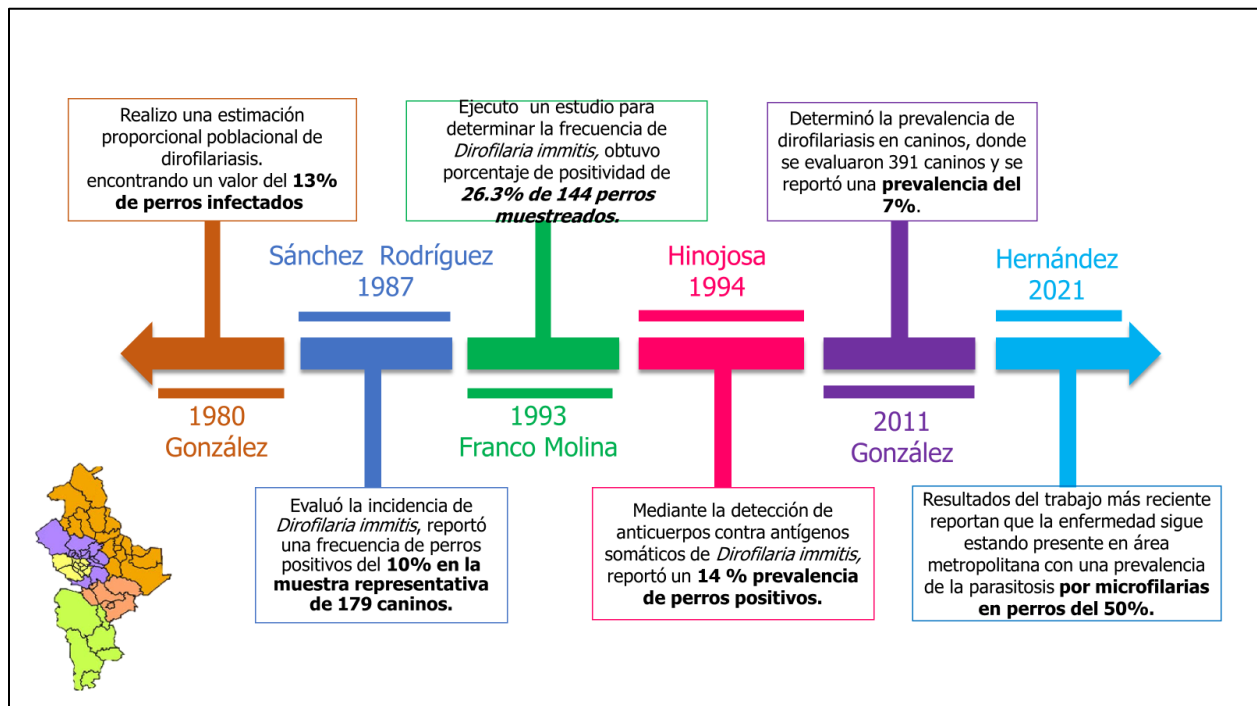 Realizo una estimación
proporcional poblacional de
dirofilariasis.
encontrando un valor del 13%
de perros infectados
1980
González
Sánchez Rodríguez
1987
Evaluó la incidencia de
Dirofilaria immitis, reportó
una frecuencia de perros
positivos del 10% en la
muestra representativa
de 179 caninos.
Ejecuto un estudio para
determinar la frecuencia de
Dirofilaria immitis, obtuvo
porcentaje de positividad de
26.3% de 144 perros
muestreados.
1993
Franco Molina
Hinojosa
1994
Mediante la detección de
anticuerpos contra antígenos
somáticos de Dirofilaria immitis,
reportó un 14 % prevalencia
de perros positivos.
Determinó la prevalencia de
dirofilariasis en caninos, donde
se evaluaron 391 caninos y se
reportó una prevalencia del
7%.
2011
González
Hernández
2021
Resultados del trabajo más reciente
reportan que la enfermedad sigue
estando presente en área
metropolitana con una prevalencia
de la parasitosis por microfilarias
en perros del 50%.